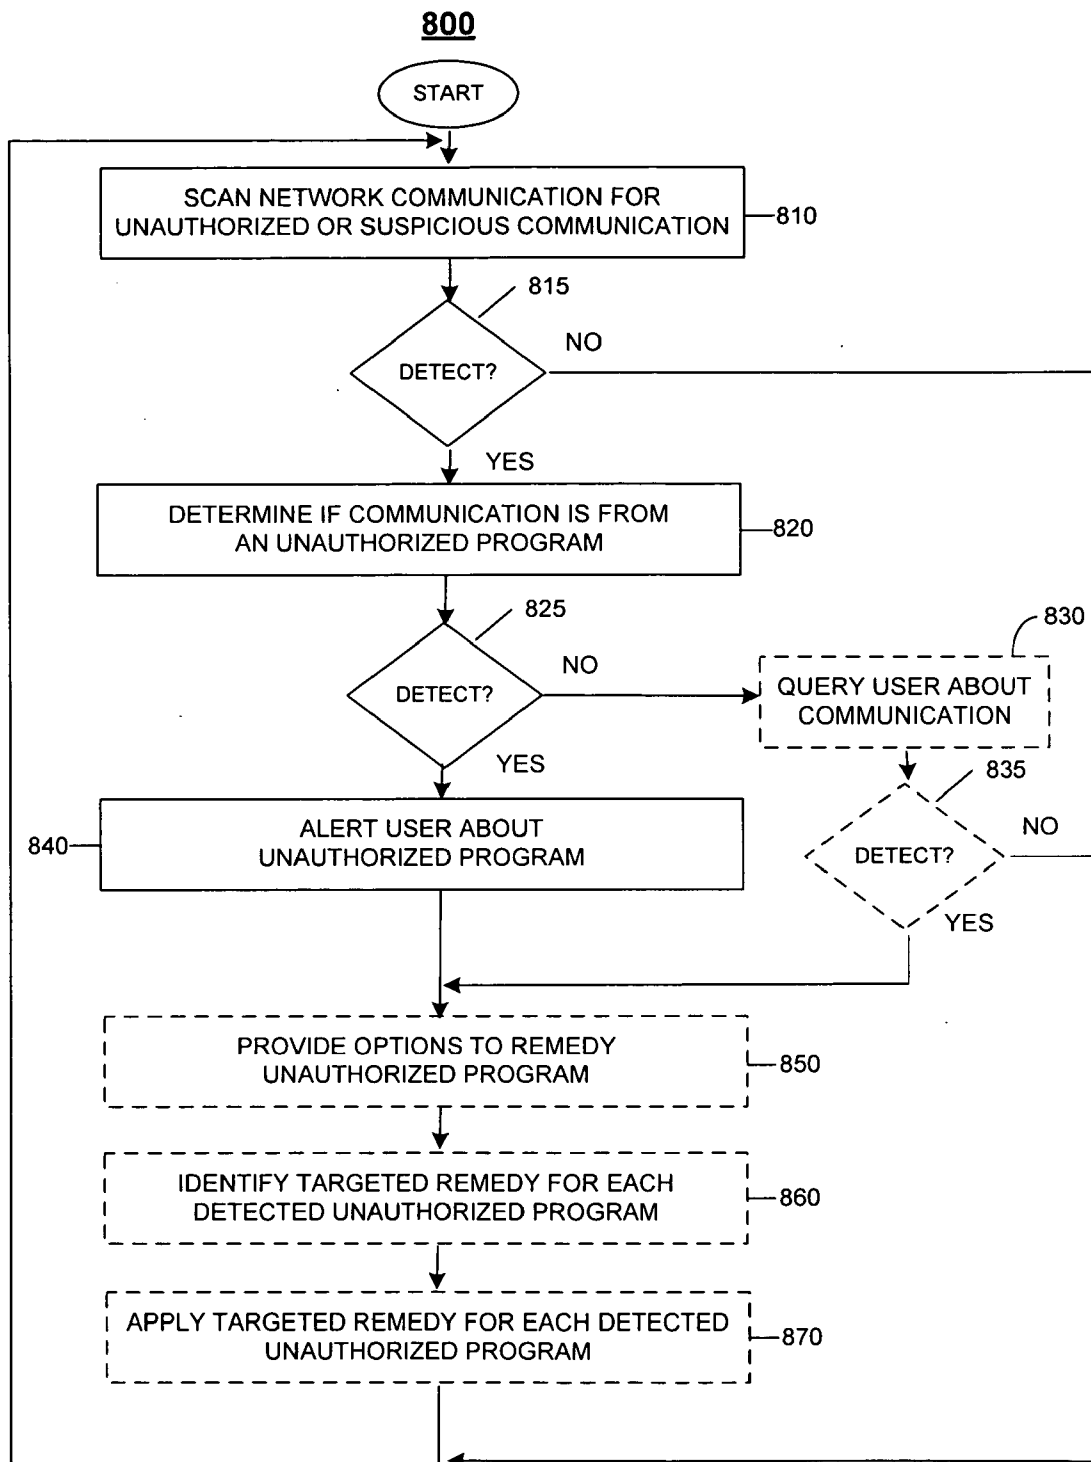 800
START
SCAN NETWORK COMMUNICATION FOR
UNAUTHORIZED OR SUSPICIOUS COMMUNICATION
810
815
DETECT?
NO
YES
DETERMINE IF COMMUNICATION IS FROM
AN UNAUTHORIZED PROGRAM
820
825
DETECT?
NO
YES
830
QUERY USER ABOUT
COMMUNICATION
835
DETECT?
NO
YES
840
ALERT USER ABOUT
UNAUTHORIZED PROGRAM
PROVIDE OPTIONS TO REMEDY
UNAUTHORIZED PROGRAM
850
IDENTIFY TARGETED REMEDY FOR EACH
DETECTED UNAUTHORIZED PROGRAM
860
APPLY TARGETED REMEDY FOR EACH DETECTED
UNAUTHORIZED PROGRAM
870